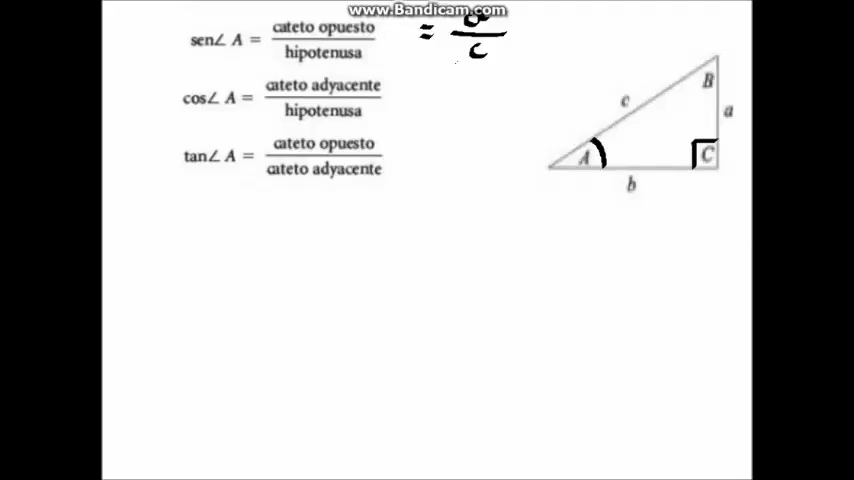 www.Bandicam.com
sen∠ A = cateto opuesto / hipotenusa = a / c
cos∠ A = cateto adyacente / hipotenusa
tan∠ A = cateto opuesto / cateto adyacente
B
c
a
A
C
b